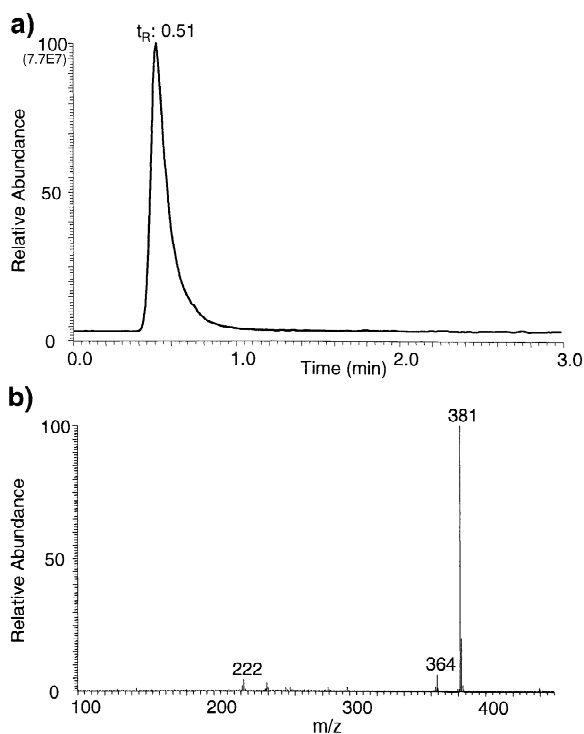 a)
t_R: 0.51
100
(7.7E7)
Relative Abundance
50
0
0.0 1.0 2.0 3.0
Time (min)
b)
381
100
Relative Abundance
50
222 364
0
100 200 300 400
m/z